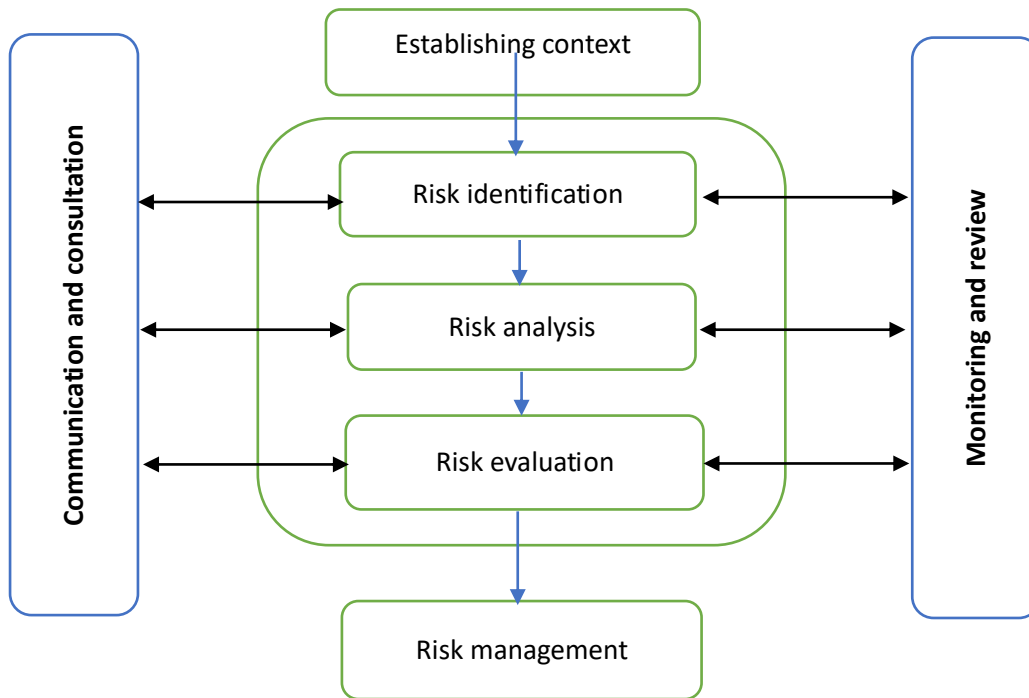 Establishing context
Communication and consultation
Risk identification
Risk analysis
Risk evaluation
Monitoring and review
Risk management